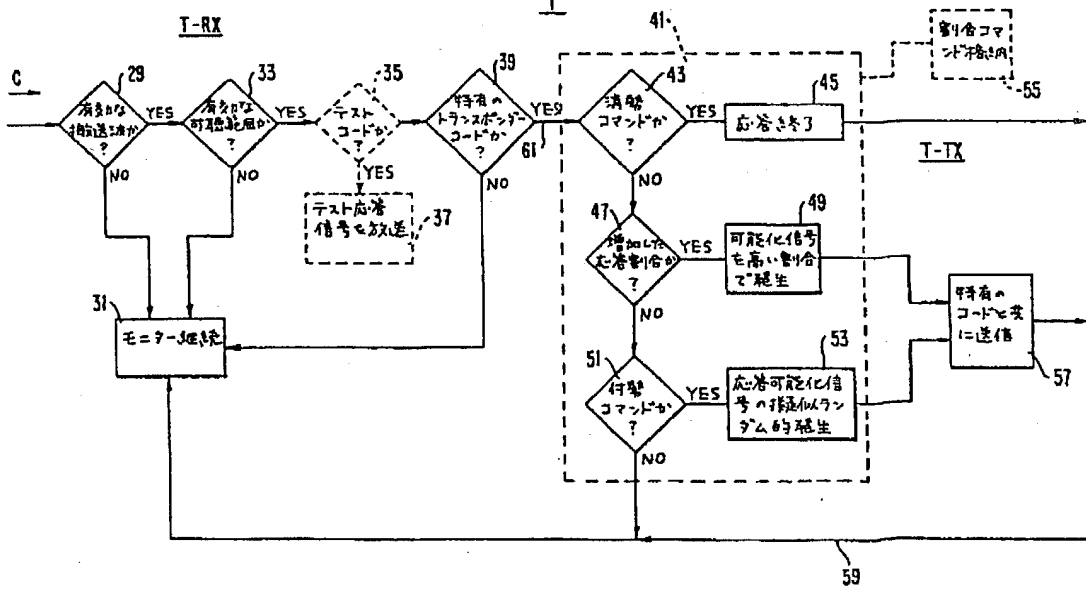 T
T-RX
C
29
有効な
搬送波か
?
YES
NO
33
有効な
可聴範囲か
?
YES
NO
35
テスト
コードか
?
YES
テスト応答
信号を放送
37
39
特有の
トランスポンダー
コードか
?
YES
61
NO
41
43
消勢
コマンドか
?
YES
NO
45
応答を終了
割合コマ
ンド格納
55
T-TX
47
増加した
応答割合か
?
YES
NO
49
可能化信号
を高い割合
で発生
31
モニター継続
51
付勢
コマンドか
?
YES
NO
53
応答可能化信
号の擬似ラン
ダム的発生
特有の
コードと共
に送信
57
59